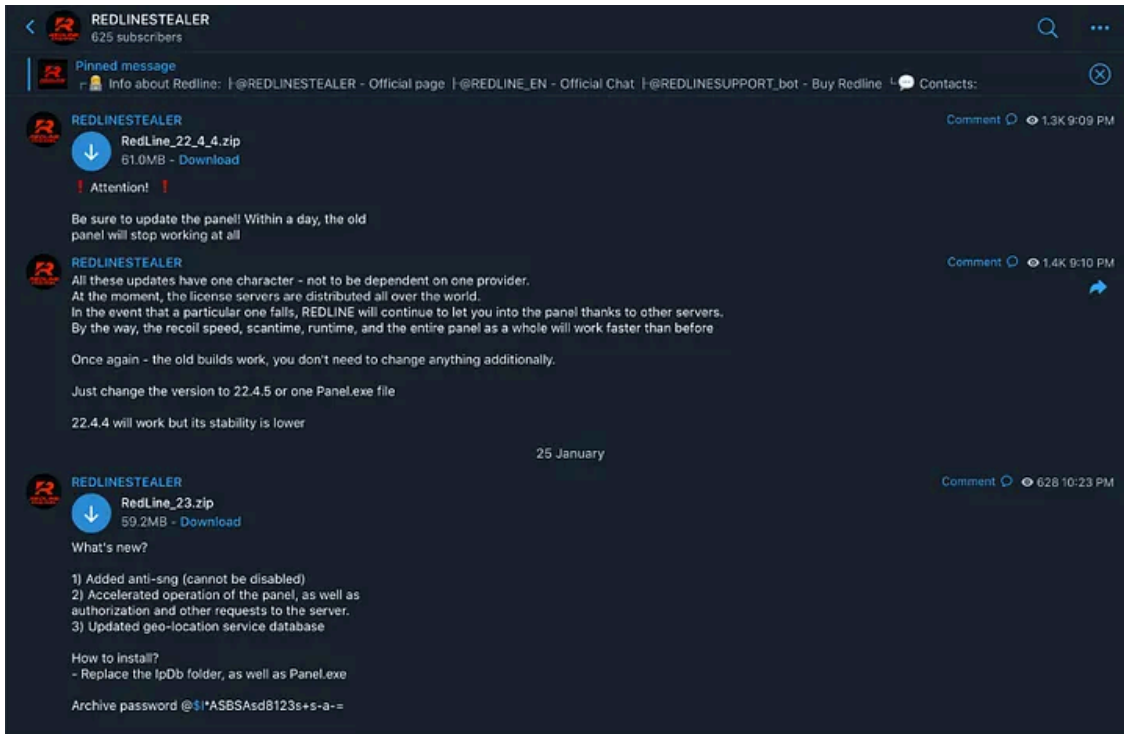 REDLINESTEALER
625 subscribers
Pinned message
Info about Redline: ├@REDLINESTEALER - Official page ├@REDLINE_EN - Official Chat ├@REDLINESUPPORT_bot - Buy Redline └💬 Contacts:
REDLINESTEALER
Comment 1.3K 9:09 PM
RedLine_22_4_4.zip
61.0MB - Download
❗ Attention! ❗
Be sure to update the panel! Within a day, the old
panel will stop working at all
REDLINESTEALER
Comment 1.4K 9:10 PM
All these updates have one character - not to be dependent on one provider.
At the moment, the license servers are distributed all over the world.
In the event that a particular one falls, REDLINE will continue to let you into the panel thanks to other servers.
By the way, the recoil speed, scantime, runtime, and the entire panel as a whole will work faster than before
Once again - the old builds work, you don't need to change anything additionally.
Just change the version to 22.4.5 or one Panel.exe file
22.4.4 will work but its stability is lower
25 January
REDLINESTEALER
Comment 628 10:23 PM
RedLine_23.zip
59.2MB - Download
What's new?
1) Added anti-sng (cannot be disabled)
2) Accelerated operation of the panel, as well as
authorization and other requests to the server.
3) Updated geo-location service database
How to install?
- Replace the IpDb folder, as well as Panel.exe
Archive password @$I*ASBSAsd8123s+s-a-=